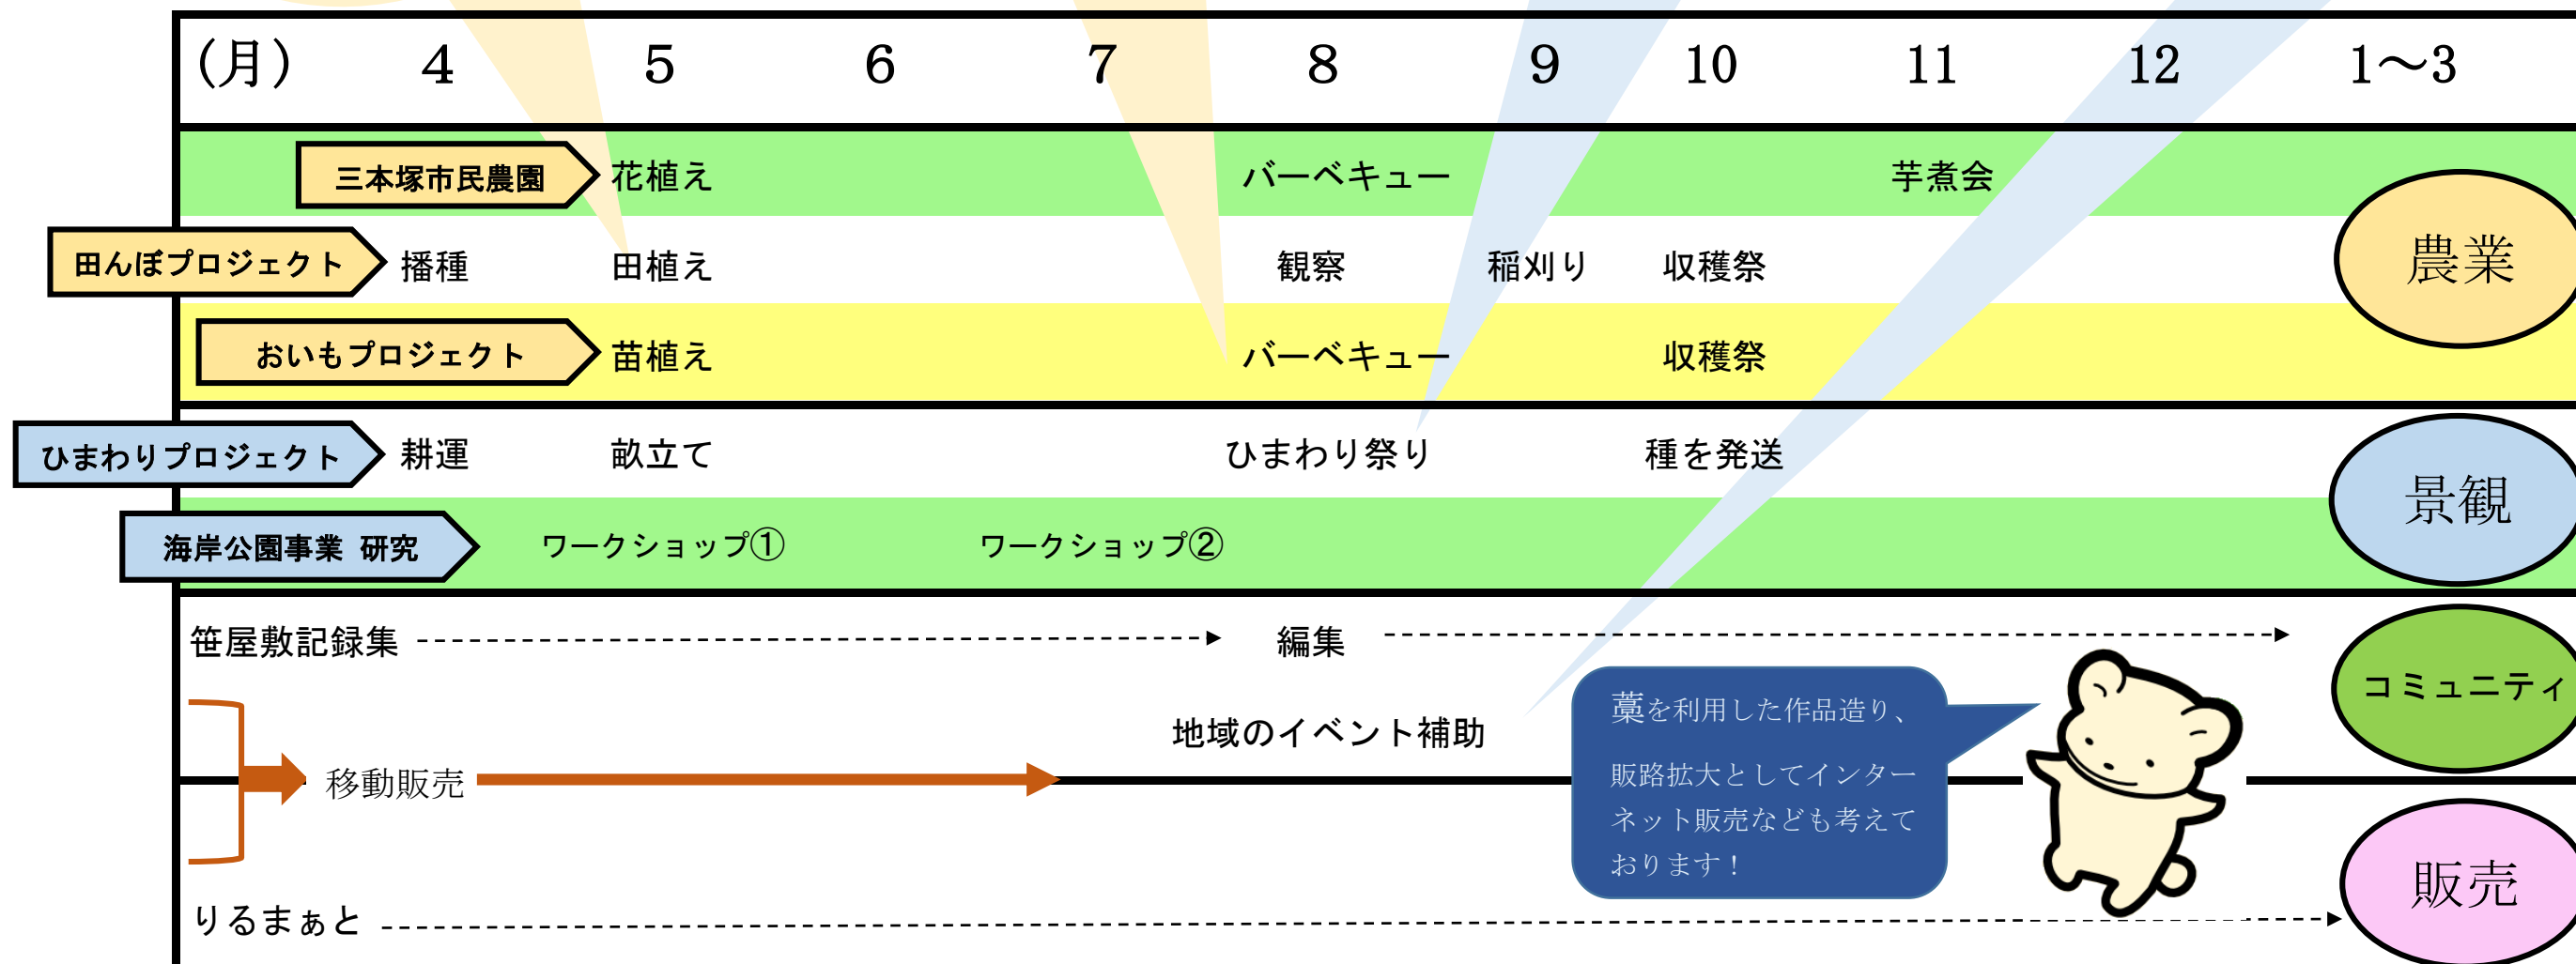 (月) 4 5 6 7 8 9 10 11 12 1～3
三本塚市民農園 花植え バーベキュー 芋煮会
田んぼプロジェクト 播種 田植え 観察 稲刈り 収穫祭
農業
おいもプロジェクト 苗植え バーベキュー 収穫祭
ひまわりプロジェクト 耕運 畝立て ひまわり祭り 種を発送
景観
海岸公園事業 研究 ワークショップ① ワークショップ②
笹屋敷記録集 編集
コミュニティ
地域のイベント補助
移動販売
藁を利用した作品造り、
販路拡大としてインター
ネット販売なども考えて
おります！
販売
りるまぁと